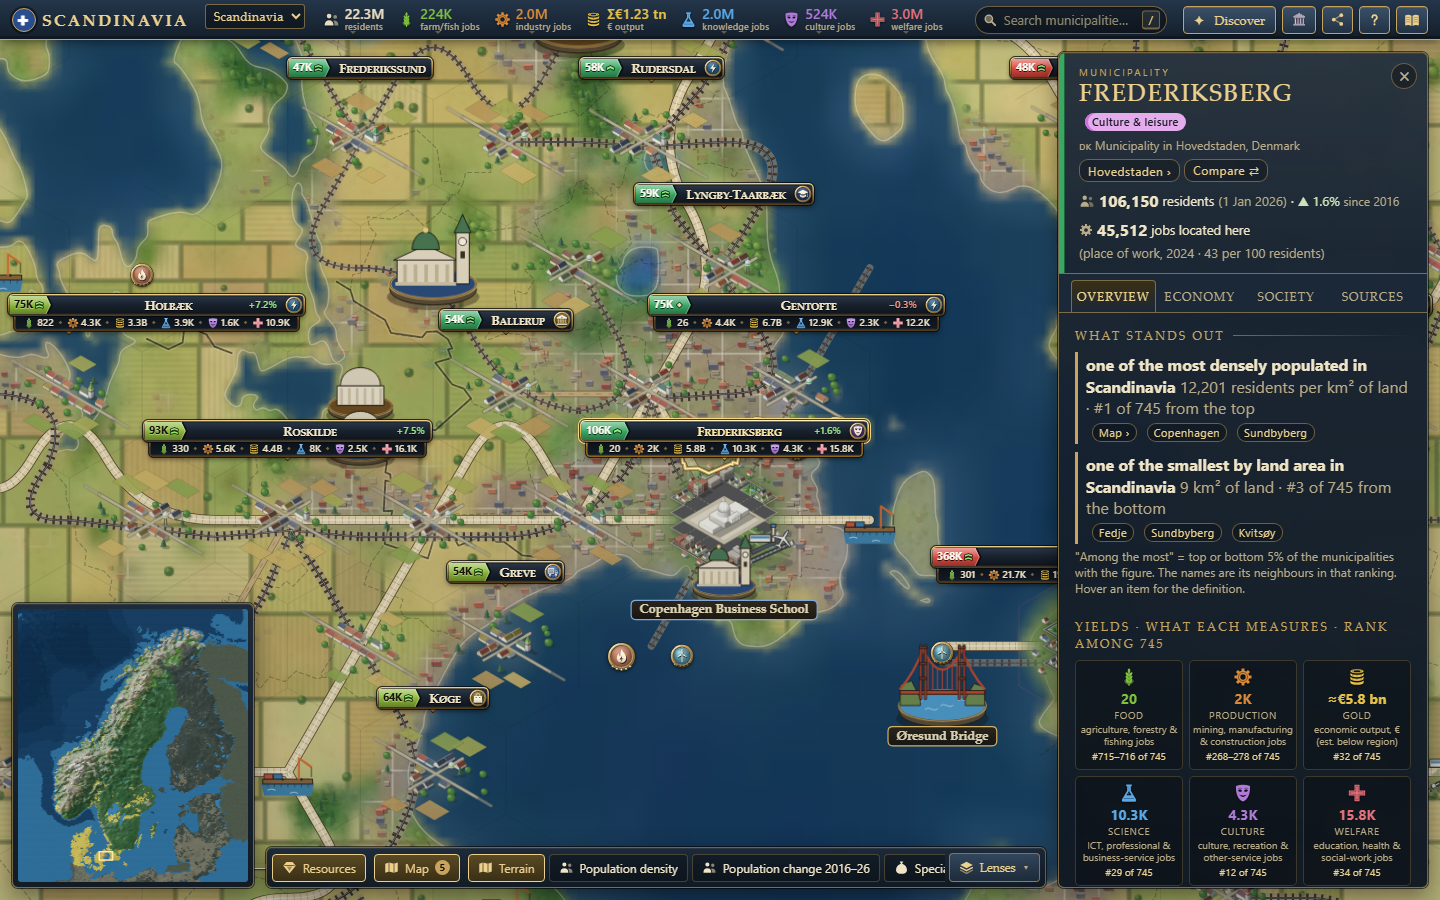 SCANDINAVIA
Scandinavia
22.3M residents
224K farm/fish jobs
2.0M industry jobs
Σ€1.23 tn € output
2.0M knowledge jobs
524K culture jobs
3.0M welfare jobs
Search municipalitie... /
Discover
?
47K FREDERIKSSUND
58K RUDERSDAL
48K
59K LYNGBY-TAARBÆK
75K HOLBÆK +7.2%
822 · 4.3K · 3.3B · 3.9K · 1.6K · 10.9K
54K BALLERUP
75K GENTOFTE −0.3%
26 · 4.4K · 6.7B · 12.9K · 2.3K · 12.2K
93K ROSKILDE +7.5%
330 · 5.6K · 4.4B · 8K · 2.5K · 16.1K
106K FREDERIKSBERG +1.6%
20 · 2K · 5.8B · 10.3K · 4.3K · 15.8K
368K
301 · 21.7K
54K GREVE
Copenhagen Business School
64K KØGE
Øresund Bridge
Resources
Map 5
Terrain
Population density
Population change 2016–26
Specia
Lenses
MUNICIPALITY
FREDERIKSBERG
Culture & leisure
DK Municipality in Hovedstaden, Denmark
Hovedstaden ›
Compare ⇄
106,150 residents (1 Jan 2026) · ▲ 1.6% since 2016
45,512 jobs located here
(place of work, 2024 · 43 per 100 residents)
OVERVIEW ECONOMY SOCIETY SOURCES
WHAT STANDS OUT
one of the most densely populated in
Scandinavia 12,201 residents per km² of land
· #1 of 745 from the top
Map › Copenhagen Sundbyberg
one of the smallest by land area in
Scandinavia 9 km² of land · #3 of 745 from
the bottom
Fedje Sundbyberg Kvitsøy
"Among the most" = top or bottom 5% of the municipalities
with the figure. The names are its neighbours in that ranking.
Hover an item for the definition.
YIELDS · WHAT EACH MEASURES · RANK
AMONG 745
20
FOOD
agriculture, forestry &
fishing jobs
#715–716 of 745
2K
PRODUCTION
mining, manufacturing
& construction jobs
#268–278 of 745
≈€5.8 bn
GOLD
economic output, €
(est. below region)
#32 of 745
10.3K
SCIENCE
ICT, professional &
business-service jobs
#29 of 745
4.3K
CULTURE
culture, recreation &
other-service jobs
#12 of 745
15.8K
WELFARE
education, health &
social-work jobs
#34 of 745